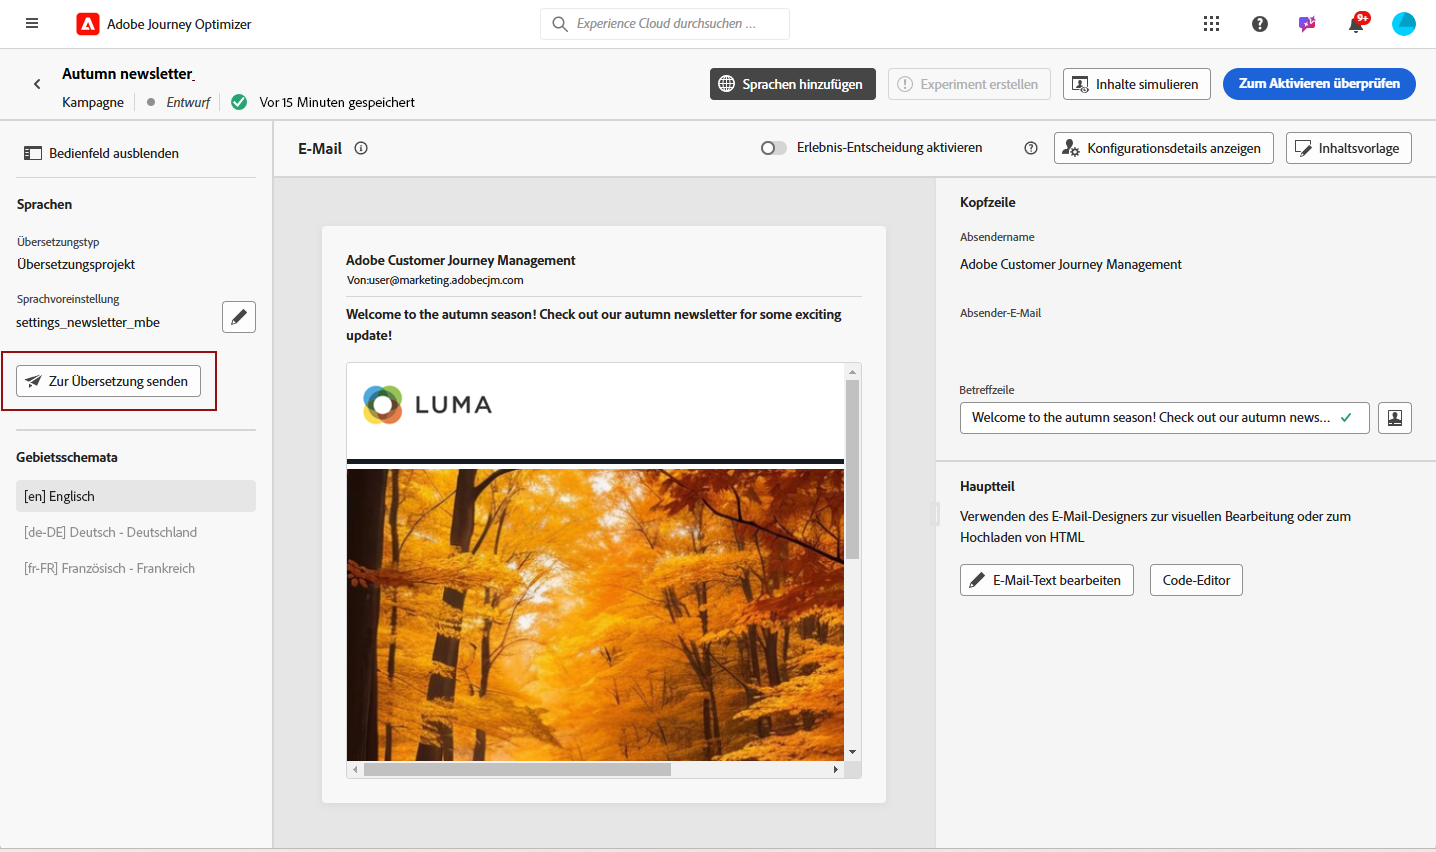 Adobe Journey Optimizer
Experience Cloud durchsuchen ...
9+
Autumn newsletter_
Kampagne
Entwurf
Vor 15 Minuten gespeichert
Sprachen hinzufügen
Experiment erstellen
Inhalte simulieren
Zum Aktivieren überprüfen
Bedienfeld ausblenden
E-Mail
Erlebnis-Entscheidung aktivieren
Konfigurationsdetails anzeigen
Inhaltsvorlage
Sprachen
Übersetzungstyp
Übersetzungsprojekt
Sprachvoreinstellung
settings_newsletter_mbe
Zur Übersetzung senden
Gebietsschemata
[en] Englisch
[de-DE] Deutsch - Deutschland
[fr-FR] Französisch - Frankreich
Adobe Customer Journey Management
Von:user@marketing.adobecjm.com
Welcome to the autumn season! Check out our autumn newsletter for some exciting
update!
LUMA
Kopfzeile
Absendername
Adobe Customer Journey Management
Absender-E-Mail
Betreffzeile
Welcome to the autumn season! Check out our autumn news...
Hauptteil
Verwenden des E-Mail-Designers zur visuellen Bearbeitung oder zum
Hochladen von HTML
E-Mail-Text bearbeiten
Code-Editor